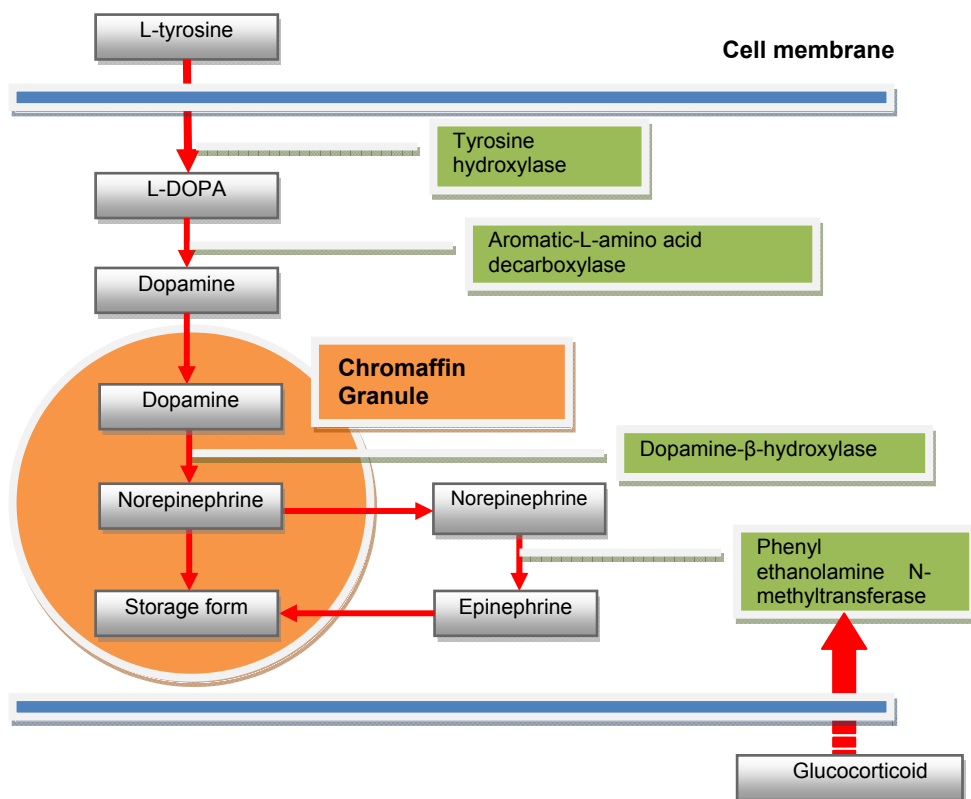 L-tyrosine
Cell membrane
Tyrosine
hydroxylase
L-DOPA
Aromatic-L-amino acid
decarboxylase
Dopamine
Chromaffin
Granule
Dopamine
Dopamine-β-hydroxylase
Norepinephrine
Norepinephrine
Phenyl
ethanolamine N-
methyltransferase
Storage form
Epinephrine
Glucocorticoid